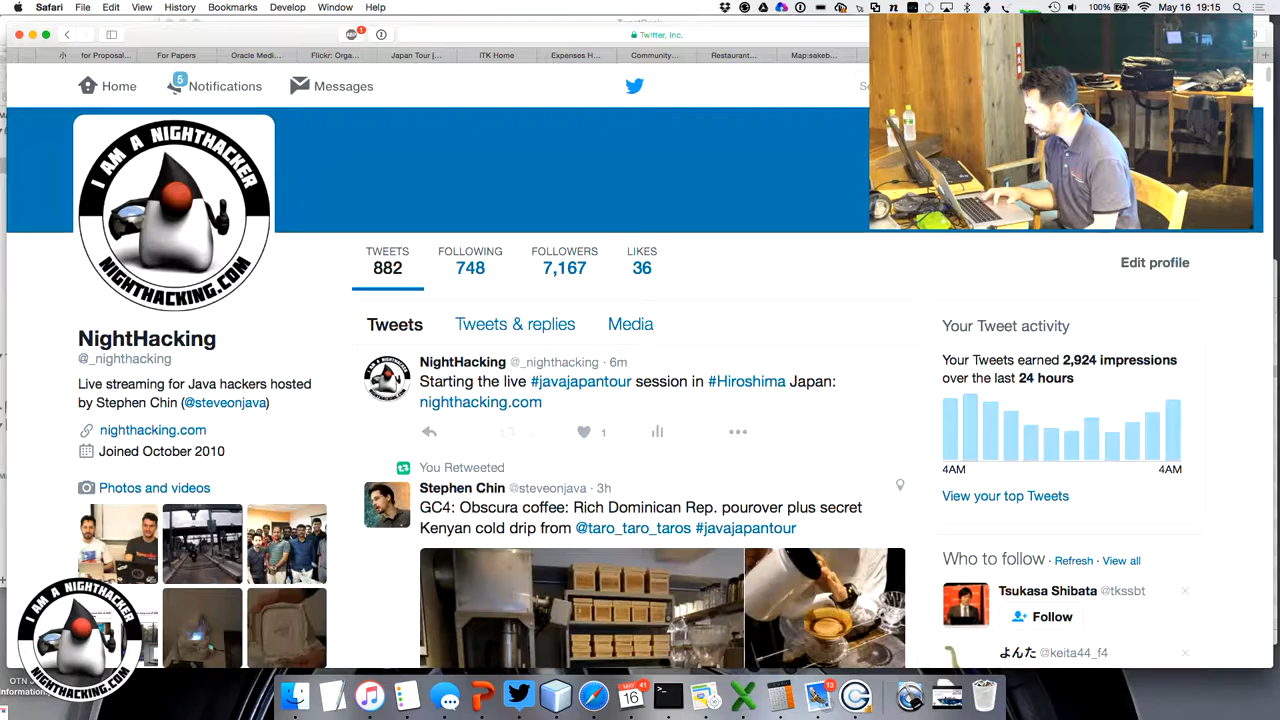 Safari File Edit View History Bookmarks Develop Window Help
100% May 16 19:15
1
Twitter, Inc.
for Proposal... For Papers Oracle Medi... Flickr: Orga... Japan Tour |... ITK Home Expenses H... Community... Restaurant... Map:sakeb...
Home 5 Notifications Messages
I AM A NIGHTHACKER
NIGHTHACKING.COM
TWEETS FOLLOWING FOLLOWERS LIKES
882 748 7,167 36
Edit profile
NightHacking
@_nighthacking
Live streaming for Java hackers hosted
by Stephen Chin (@steveonjava)
nighthacking.com
Joined October 2010
Photos and videos
Tweets Tweets & replies Media
NightHacking @_nighthacking · 6m
Starting the live #javajapantour session in #Hiroshima Japan:
nighthacking.com
1
You Retweeted
Stephen Chin @steveonjava · 3h
GC4: Obscura coffee: Rich Dominican Rep. pourover plus secret
Kenyan cold drip from @taro_taro_taros #javajapantour
Your Tweet activity
Your Tweets earned 2,924 impressions
over the last 24 hours
4AM 4AM
View your top Tweets
Who to follow · Refresh · View all
Tsukasa Shibata @tkssbt
Follow
よんた @keita44_f4
I AM A NIGHTHACKER
NIGHTHACKING.COM
OTN
Information
MAY 16 41 13